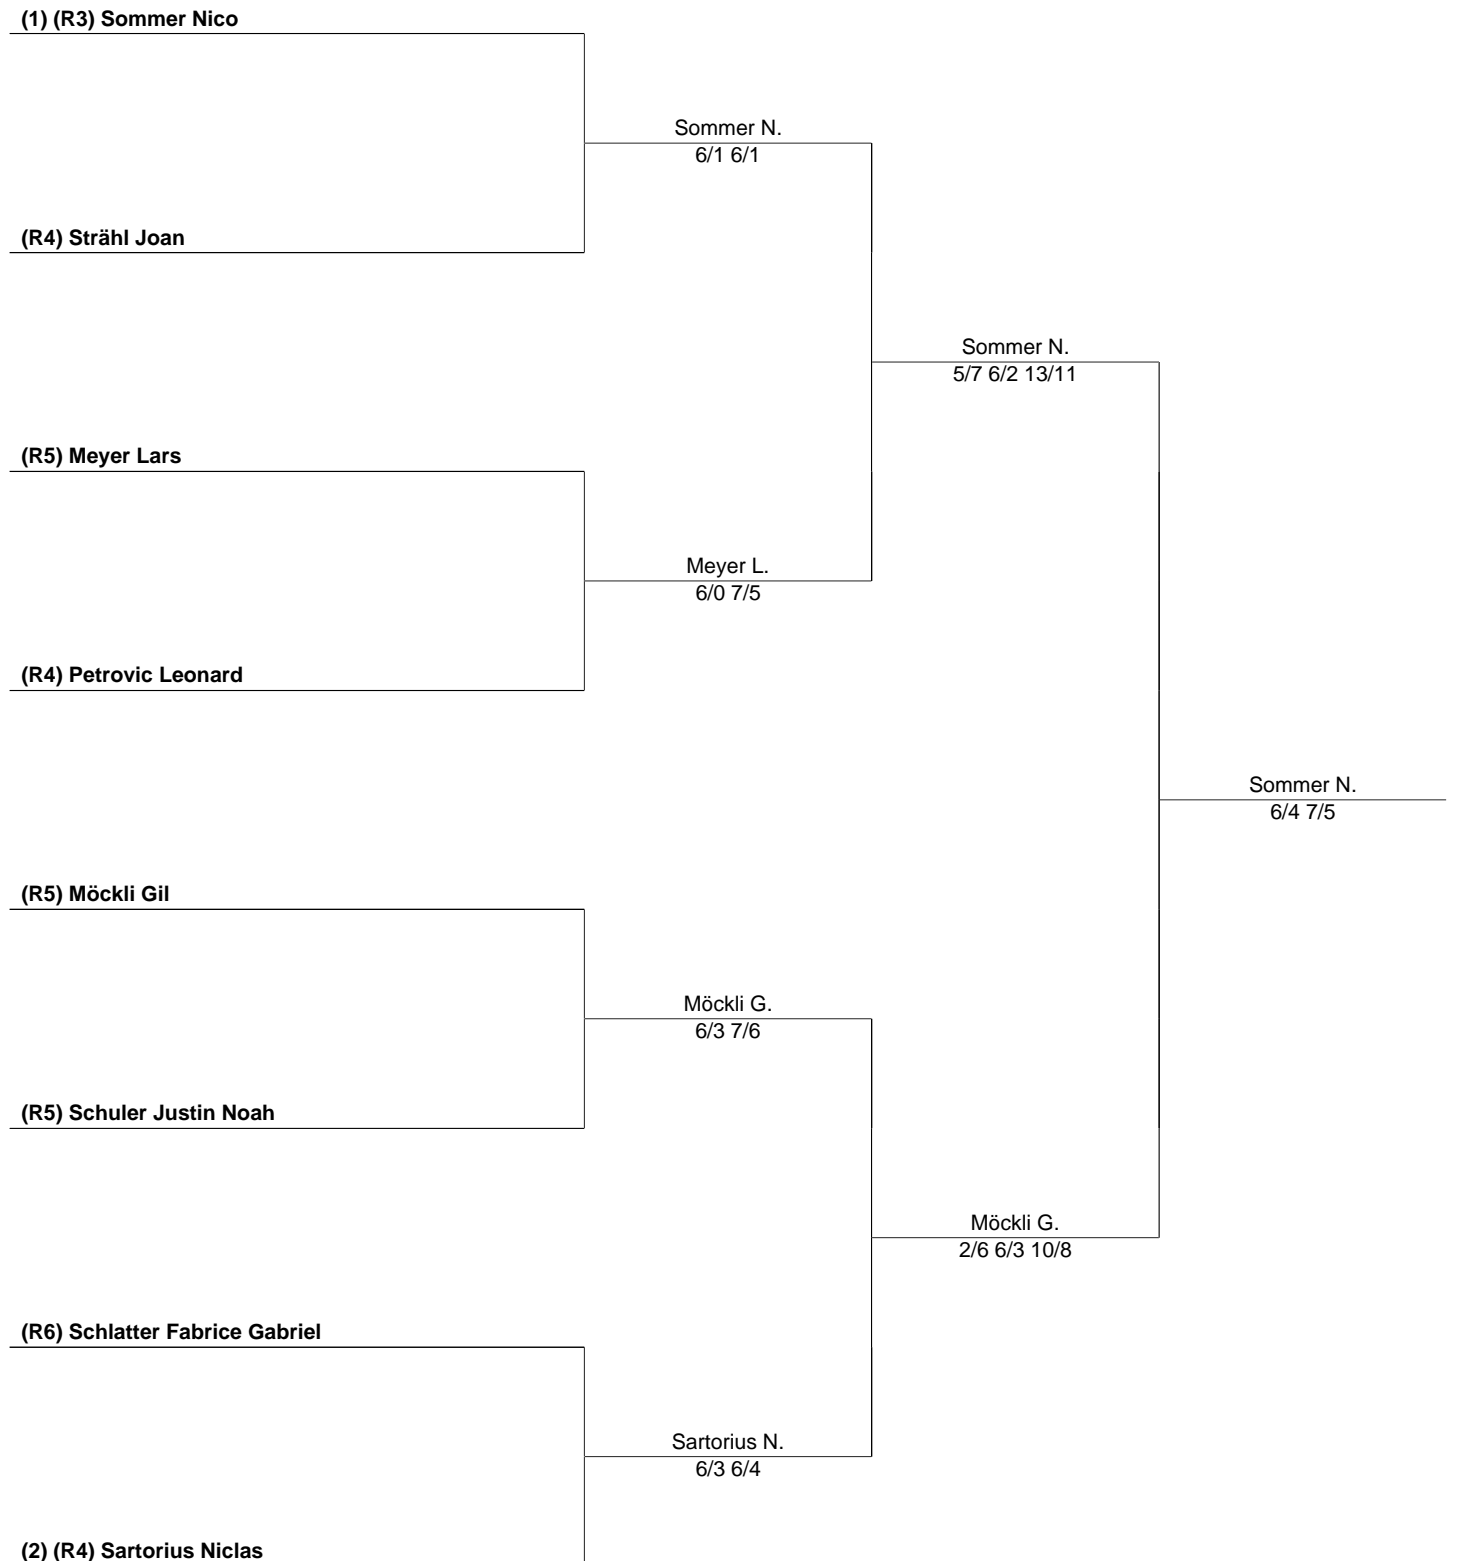 (1) (R3) Sommer Nico
Sommer N.
6/1 6/1
(R4) Strähl Joan
Sommer N.
5/7 6/2 13/11
(R5) Meyer Lars
Meyer L.
6/0 7/5
(R4) Petrovic Leonard
Sommer N.
6/4 7/5
(R5) Möckli Gil
Möckli G.
6/3 7/6
(R5) Schuler Justin Noah
Möckli G.
2/6 6/3 10/8
(R6) Schlatter Fabrice Gabriel
Sartorius N.
6/3 6/4
(2) (R4) Sartorius Niclas